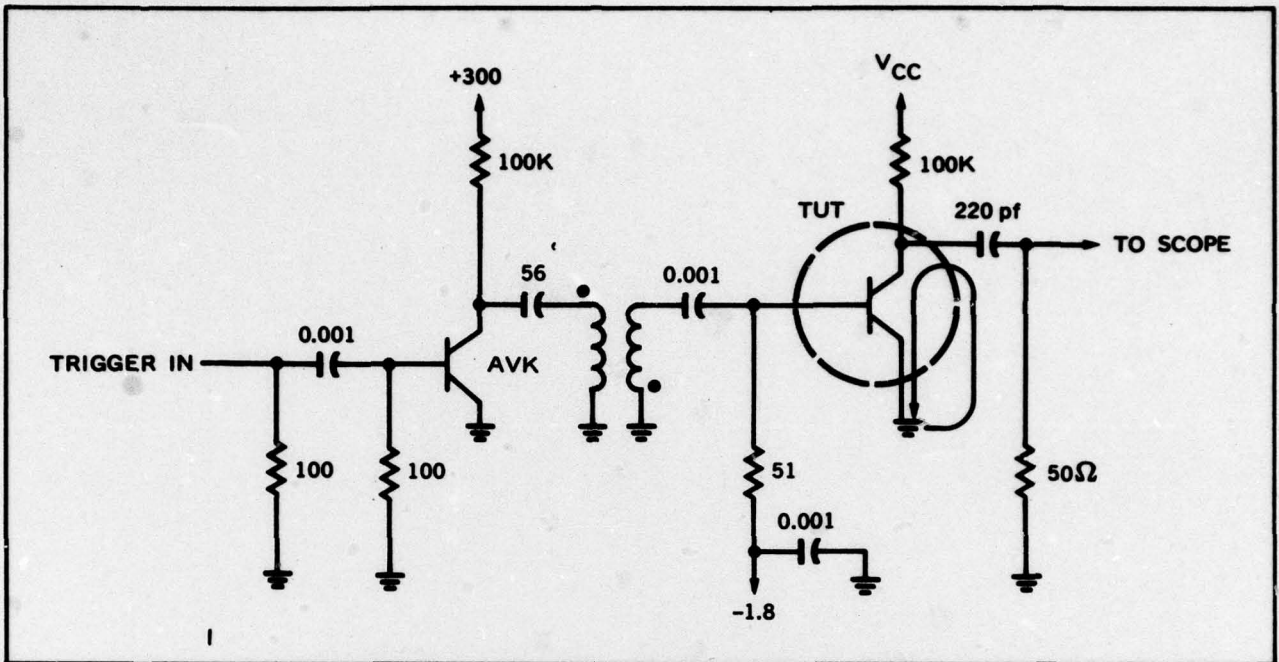 +300
V_CC
100K
100K
TUT
220 pf
TO SCOPE
56
0.001
0.001
TRIGGER IN
AVK
100
100
51
50Ω
0.001
-1.8